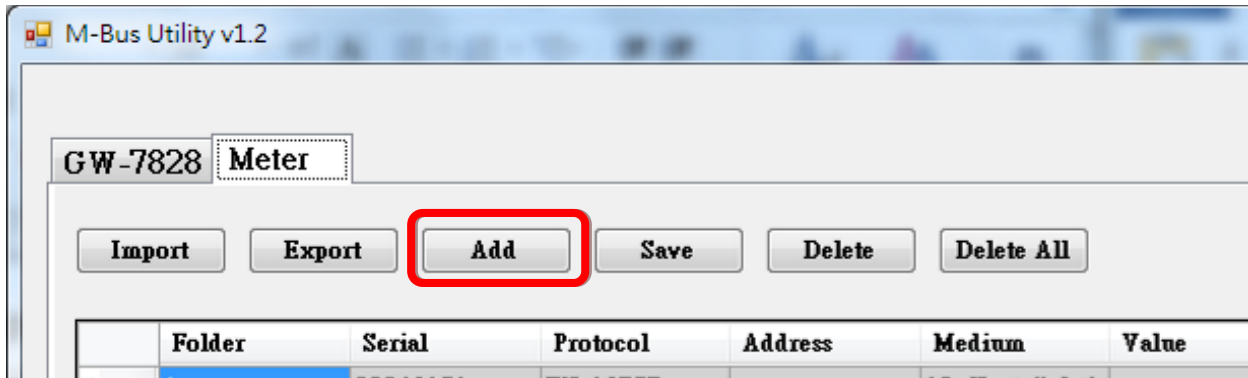 M-Bus Utility v1.2
GW-7828 Meter
Import Export Add Save Delete Delete All
Folder Serial Protocol Address Medium Value